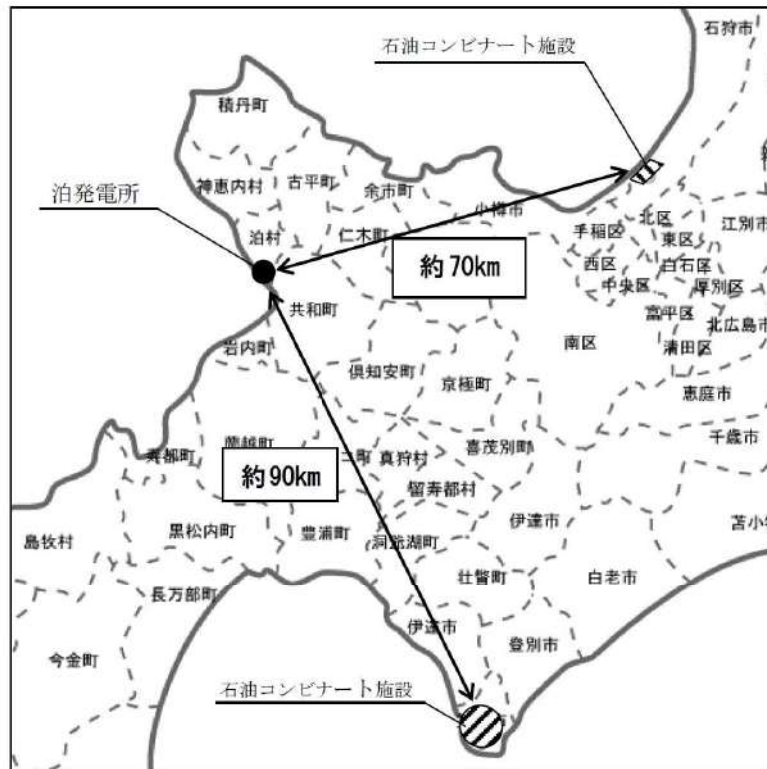 石狩市
石油コンビナート施設
積丹町
神恵内村
古平町
余市町
小樽市
泊発電所
泊村
仁木町
手稲区
北区
東区
江別市
西区
白石区
中央区
厚別区
約70km
共和町
岩内町
南区
富平区
北広島市
清田区
倶知安町
京極町
恵庭市
千歳市
蘭越町
喜茂別町
真狩村
約90km
留寿都村
寿都町
伊達市
苫小
島牧村
黒松内町
豊浦町
洞爺湖町
壮瞥町
白老市
長万部町
伊達市
登別市
今金町
石油コンビナート施設